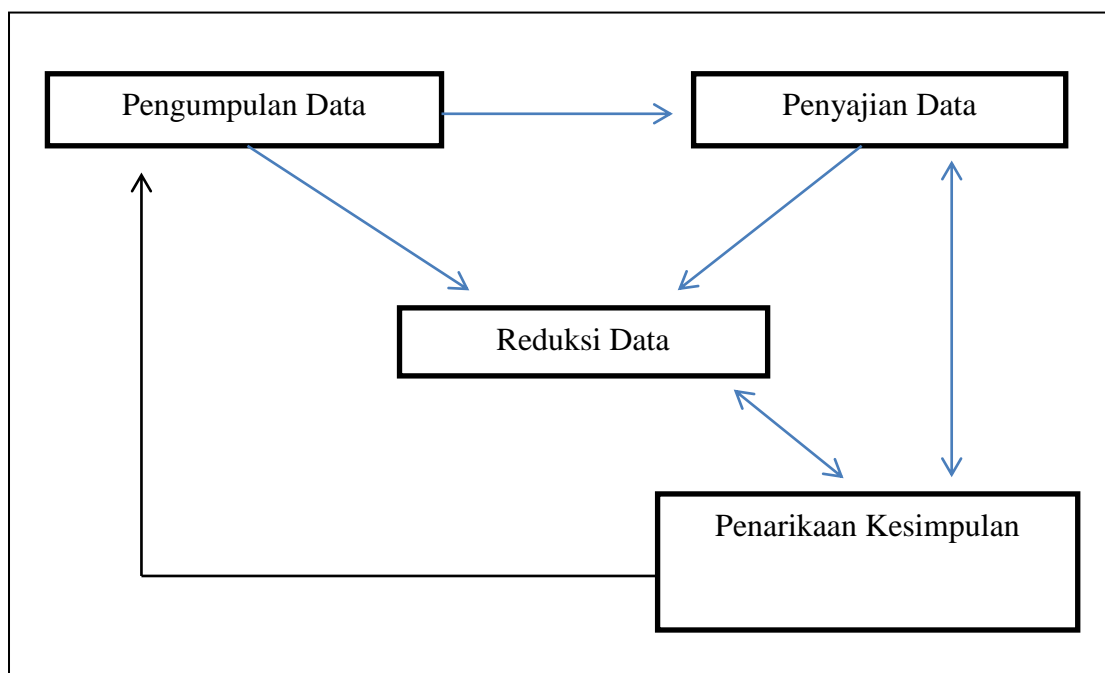 Pengumpulan Data
Penyajian Data
Reduksi Data
Penarikaan Kesimpulan